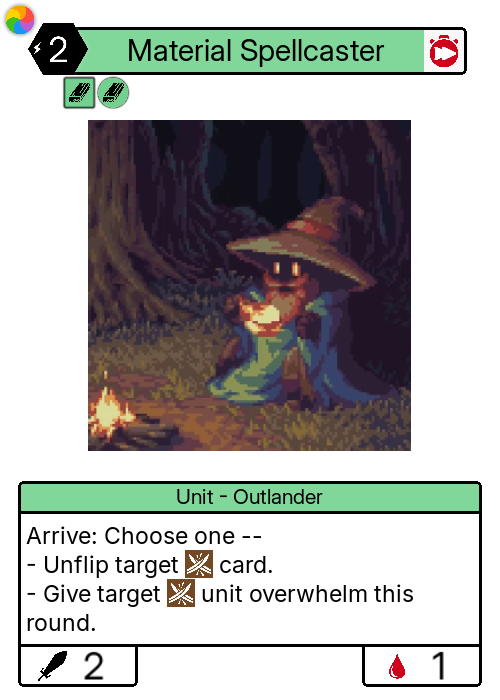 2 Material Spellcaster
Unit - Outlander
Arrive: Choose one --
- Unflip target card.
- Give target unit overwhelm this
round.
2 1